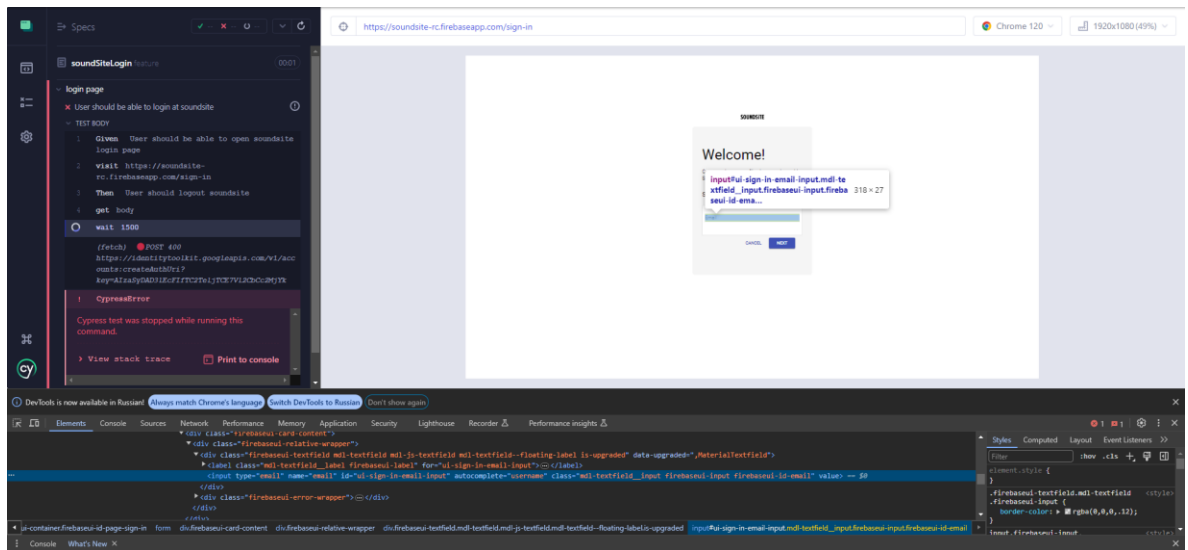 Specs
https://soundsite-rc.firebaseapp.com/sign-in
Chrome 120
1920x1080 (49%)
soundSiteLogin feature
00:01
login page
User should be able to login at soundsite
TEST BODY
1 Given User should be able to open soundsite
login page
2 visit https://soundsite-
rc.firebaseapp.com/sign-in
3 Then User should logout soundsite
4 get body
wait 1500
(fetch) POST 400
https://identitytoolkit.googleapis.com/v1/acc
ounts:createAuthUri?
! CypressError
Cypress test was stopped while running this
command.
View stack trace
Print to console
cy
SOUNDSITE
Welcome!
input#ui-sign-in-email-input.mdl-te
xtfield__input.firebaseui-input.fireba
seui-id-ema...
318 × 27
CANCEL
NEXT
DevTools is now available in Russian!
Always match Chrome's language
Switch DevTools to Russian
Don't show again
Elements Console Sources Network Performance Memory Application Security Lighthouse Recorder Performance insights
1 1
<div class="firebaseui-card-content">
<div class="firebaseui-relative-wrapper">
<div class="firebaseui-textfield mdl-textfield mdl-js-textfield mdl-textfield--floating-label is-upgraded" data-upgraded=",MaterialTextfield">
<label class="mdl-textfield__label firebaseui-label" for="ui-sign-in-email-input">…</label>
<input type="email" name="email" id="ui-sign-in-email-input" autocomplete="username" class="mdl-textfield__input firebaseui-input firebaseui-id-email" value> == $0
</div>
<div class="firebaseui-error-wrapper">…</div>
</div>
</div>
ui-container.firebaseui-id-page-sign-in form div.firebaseui-card-content div.firebaseui-relative-wrapper div.firebaseui-textfield.mdl-textfield.mdl-js-textfield.mdl-textfield--floating-label.is-upgraded input#ui-sign-in-email-input.mdl-textfield__input.firebaseui-input.firebaseui-id-email
Styles Computed Layout Event Listeners
Filter
:hov .cls
element.style {
}
.firebaseui-textfield.mdl-textfield <style>
.firebaseui-input {
border-color: rgba(0,0,0,.12);
}
input.firebaseui-input, <style>
Console What's New